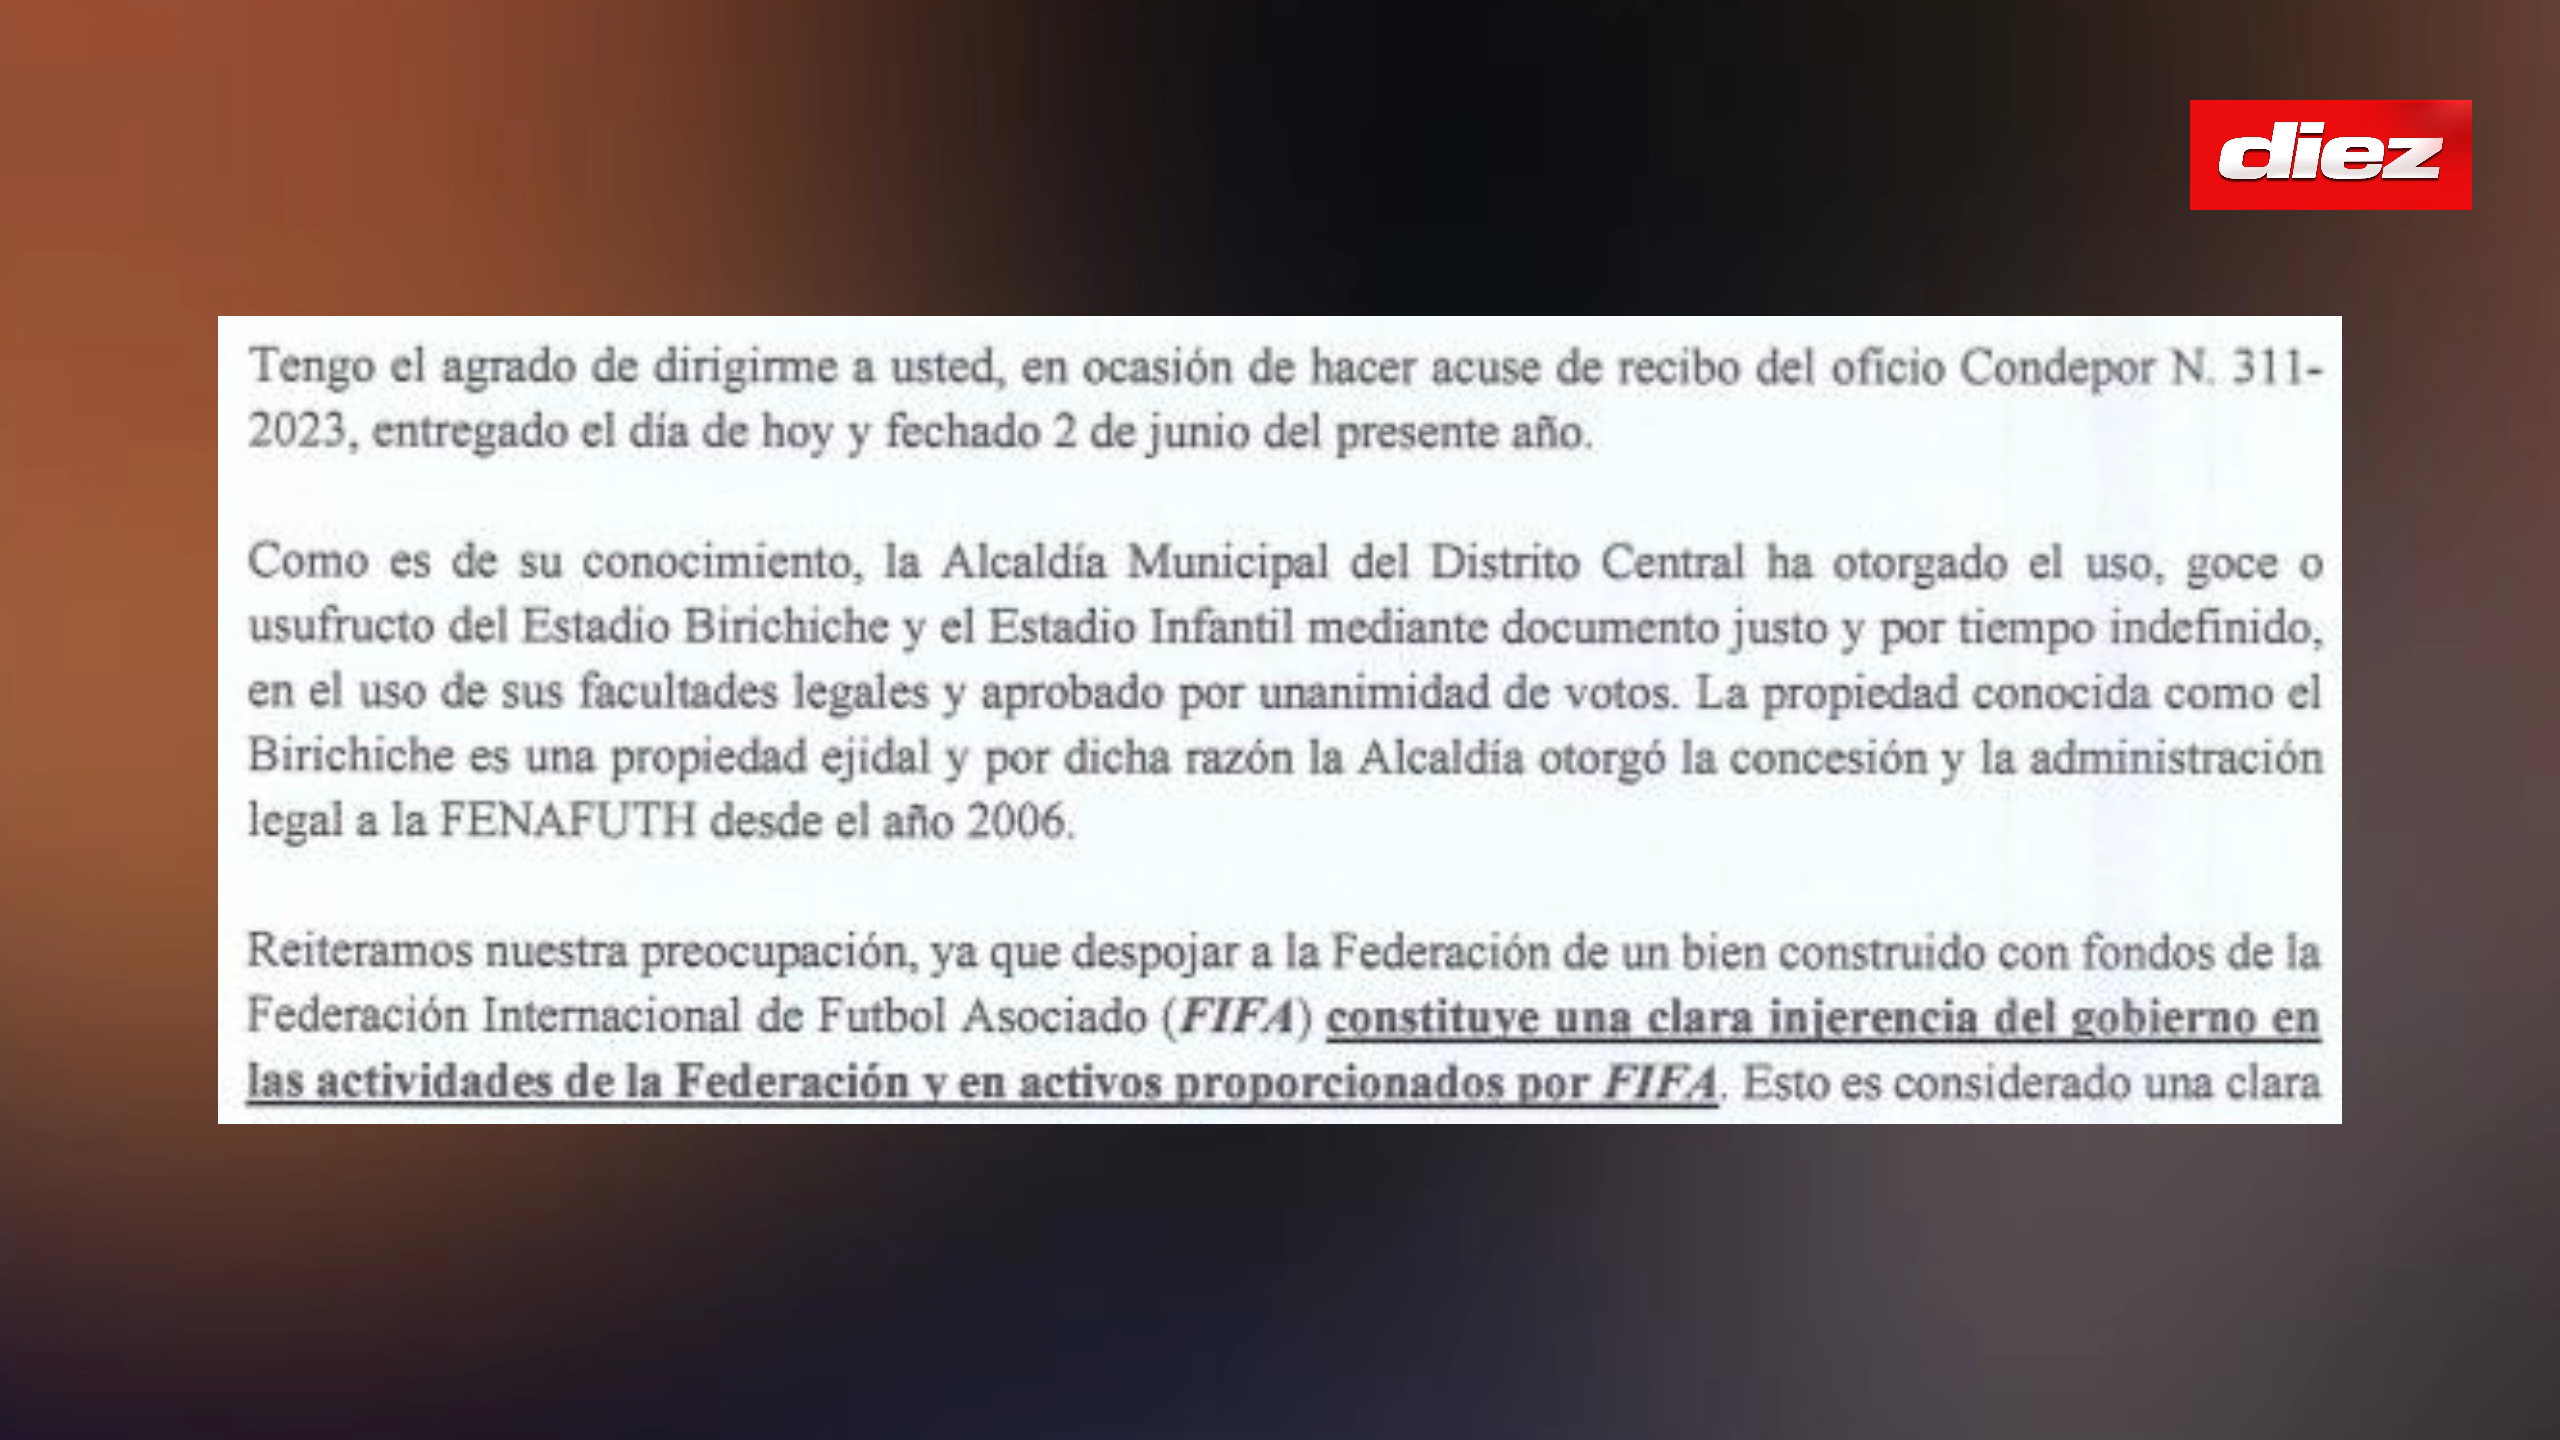 diez
Tengo el agrado de dirigirme a usted, en ocasión de hacer acuse de recibo del oficio Condepor N. 311-
2023, entregado el día de hoy y fechado 2 de junio del presente año.
Como es de su conocimiento, la Alcaldía Municipal del Distrito Central ha otorgado el uso, goce o
usufructo del Estadio Birichiche y el Estadio Infantil mediante documento justo y por tiempo indefinido,
en el uso de sus facultades legales y aprobado por unanimidad de votos. La propiedad conocida como el
Birichiche es una propiedad ejidal y por dicha razón la Alcaldía otorgó la concesión y la administración
legal a la FENAFUTH desde el año 2006.
Reiteramos nuestra preocupación, ya que despojar a la Federación de un bien construido con fondos de la
Federación Internacional de Futbol Asociado (FIFA) constituye una clara injerencia del gobierno en
las actividades de la Federación y en activos proporcionados por FIFA. Esto es considerado una clara